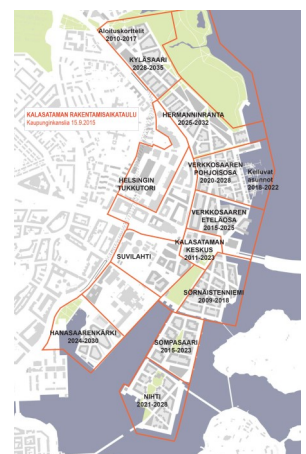 Aloituskorttelit
2010-2017
KYLÄSAARI
2028-2035
KALASATAMAN RAKENTAMISAIKATAULU
Kaupunginkanslia 15.9.2015
HERMANNINRANTA
2025-2032
VERKKOSAAREN
POHJOISOSA
2020-2028
Kelluvat
asunnot
2018-2022
HELSINGIN
TUKKUTORI
VERKKOSAAREN
ETELÄOSA
2015-2025
KALASATAMAN
KESKUS
2011-2023
SUVILAHTI
SÖRNÄISTENNIEMI
2009-2018
HANASAARENKÄRKI
2024-2030
SOMPASAARI
2015-2023
NIHTI
2021-2028